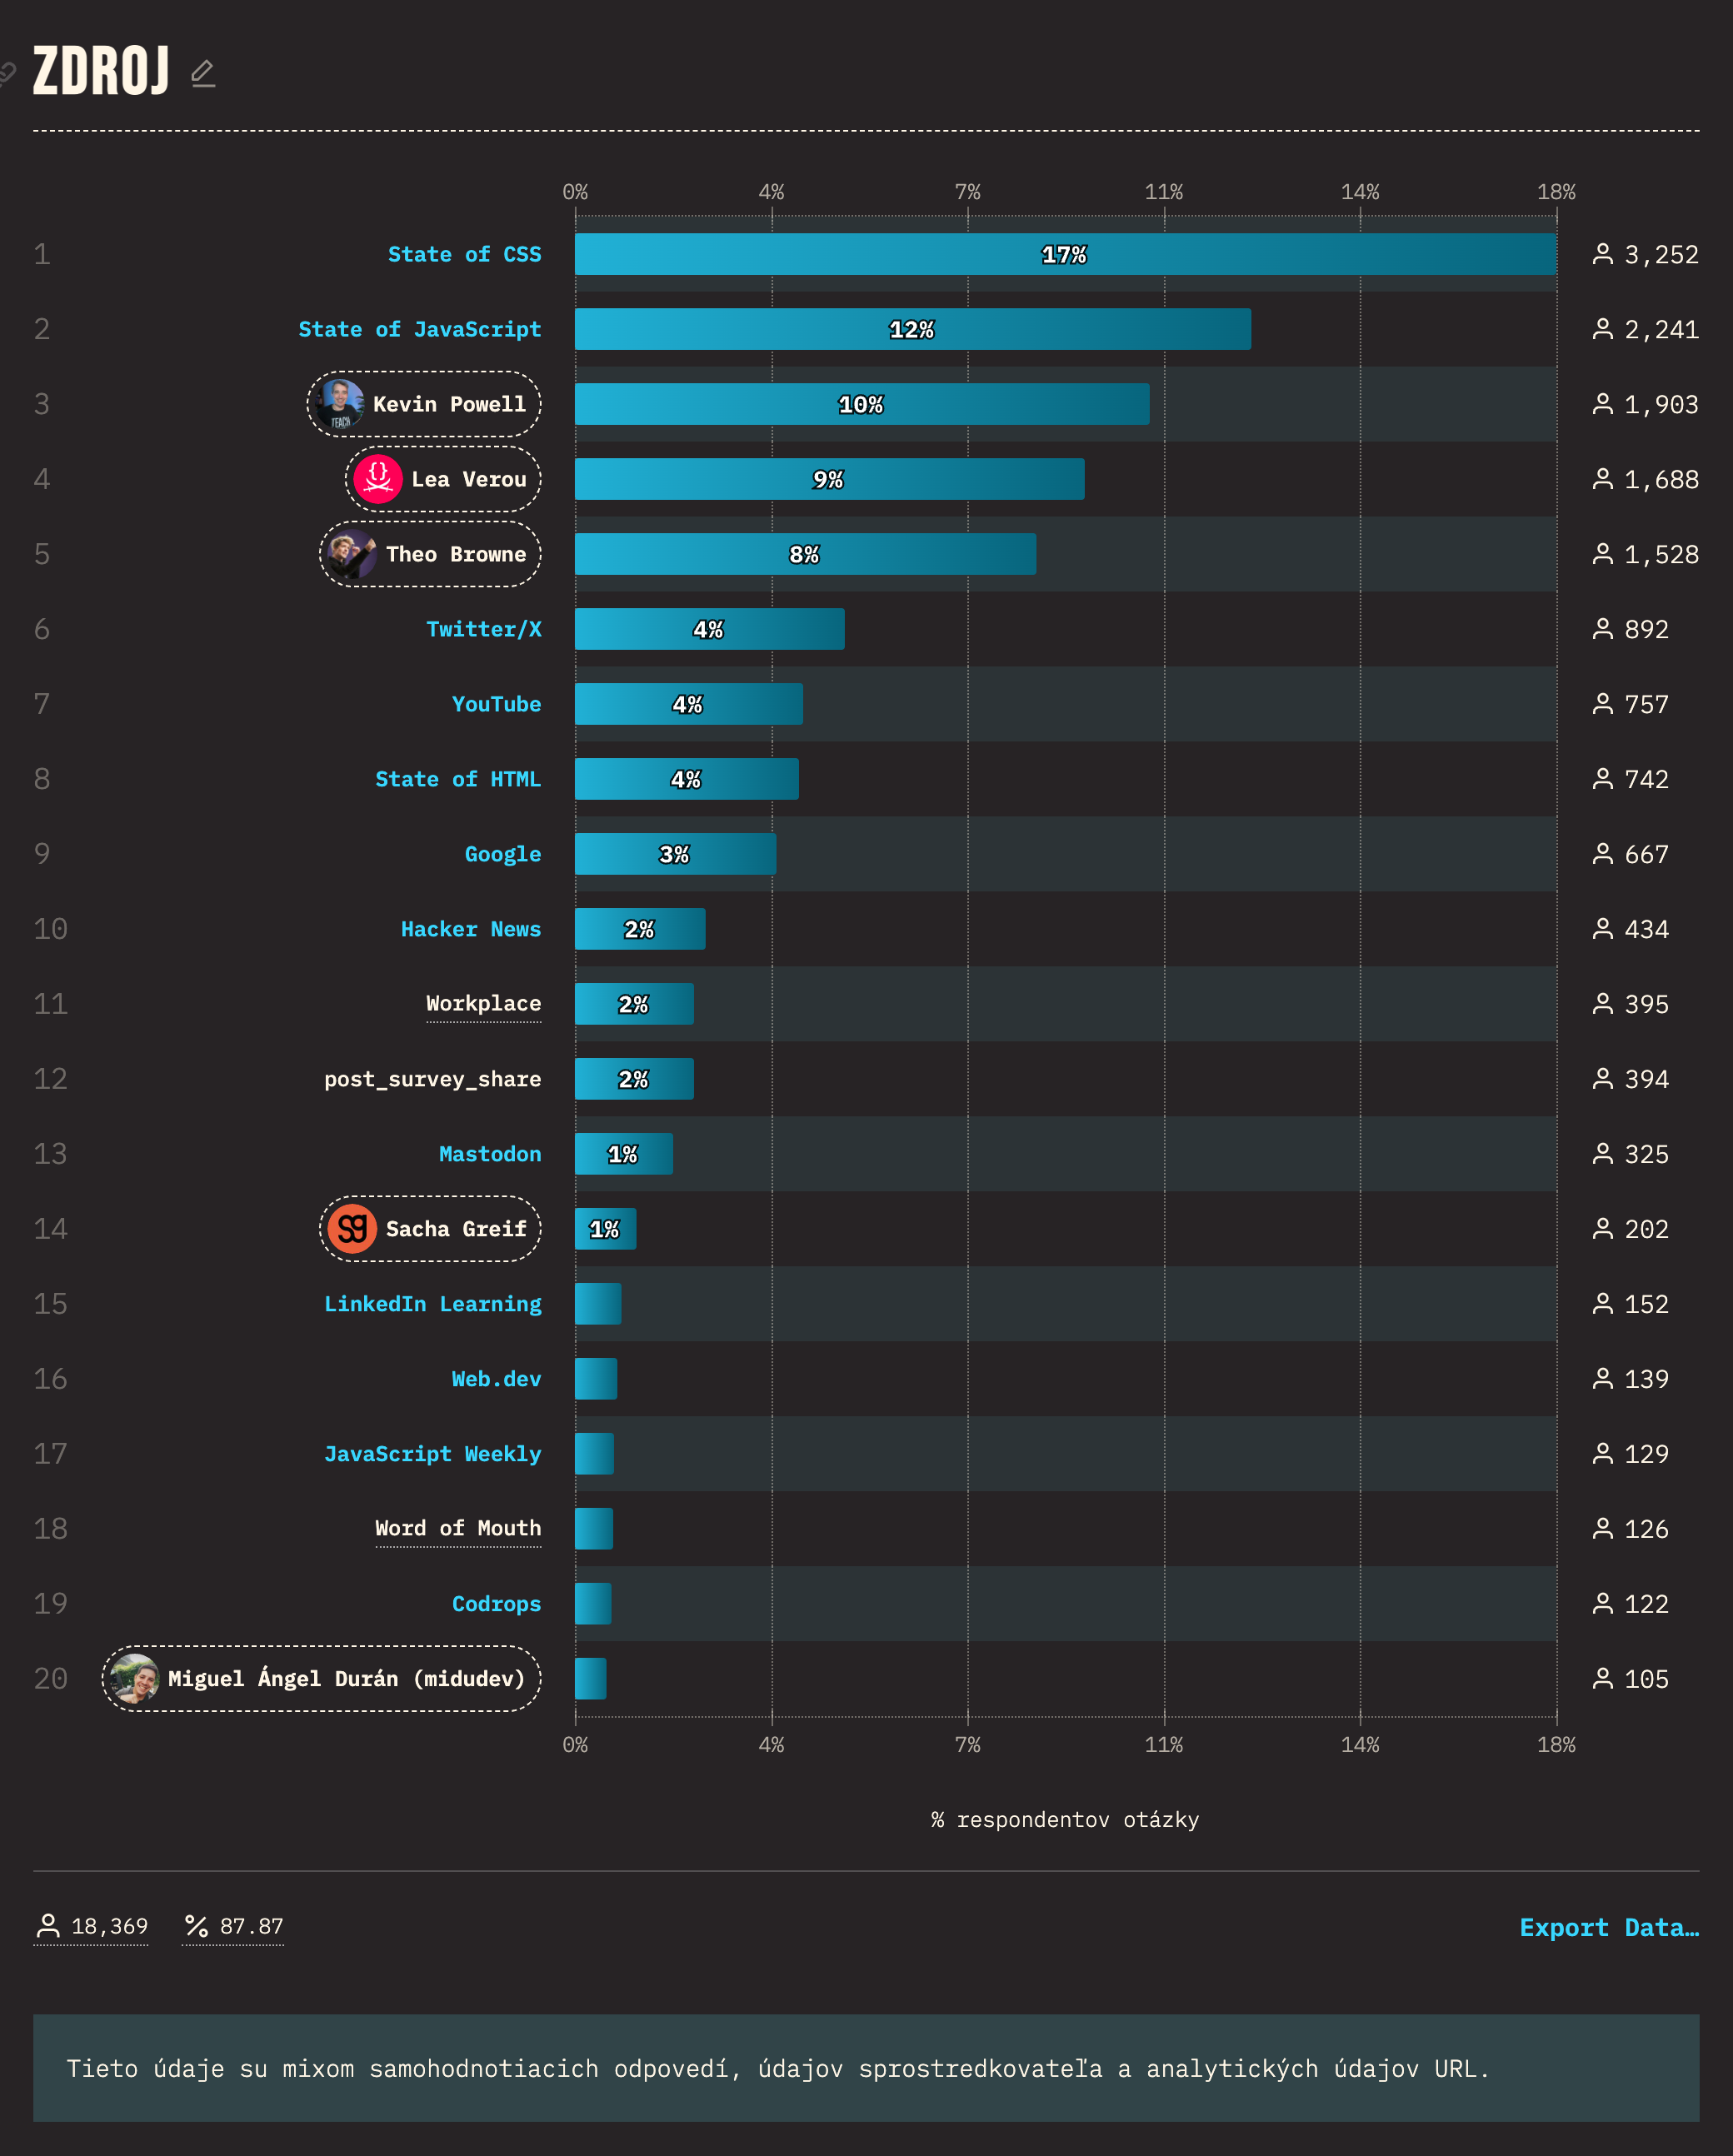 ZDROJ
0% 4% 7% 11% 14% 18%
1 State of CSS 17% 3,252
2 State of JavaScript 12% 2,241
3 Kevin Powell 10% 1,903
4 Lea Verou 9% 1,688
5 Theo Browne 8% 1,528
6 Twitter/X 4% 892
7 YouTube 4% 757
8 State of HTML 4% 742
9 Google 3% 667
10 Hacker News 2% 434
11 Workplace 2% 395
12 post_survey_share 2% 394
13 Mastodon 1% 325
14 Sacha Greif 1% 202
15 LinkedIn Learning 152
16 Web.dev 139
17 JavaScript Weekly 129
18 Word of Mouth 126
19 Codrops 122
20 Miguel Ángel Durán (midudev) 105
0% 4% 7% 11% 14% 18%
% respondentov otázky
18,369 % 87.87 Export Data…
Tieto údaje su mixom samohodnotiacich odpovedí, údajov sprostredkovateľa a analytických údajov URL.